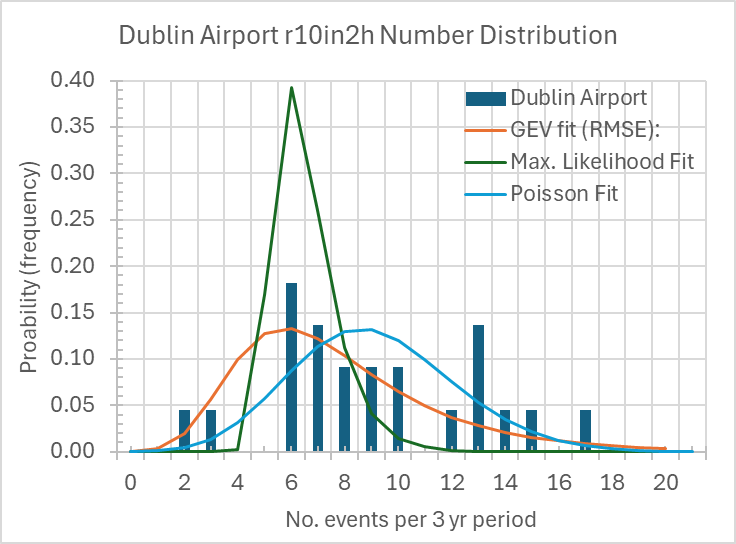 Dublin Airport r10in2h Number Distribution
0.40
0.35
0.30
0.25
0.20
0.15
0.10
0.05
0.00
Proability (frequency)
Dublin Airport
GEV fit (RMSE):
Max. Likelihood Fit
Poisson Fit
0 2 4 6 8 10 12 14 16 18 20
No. events per 3 yr period